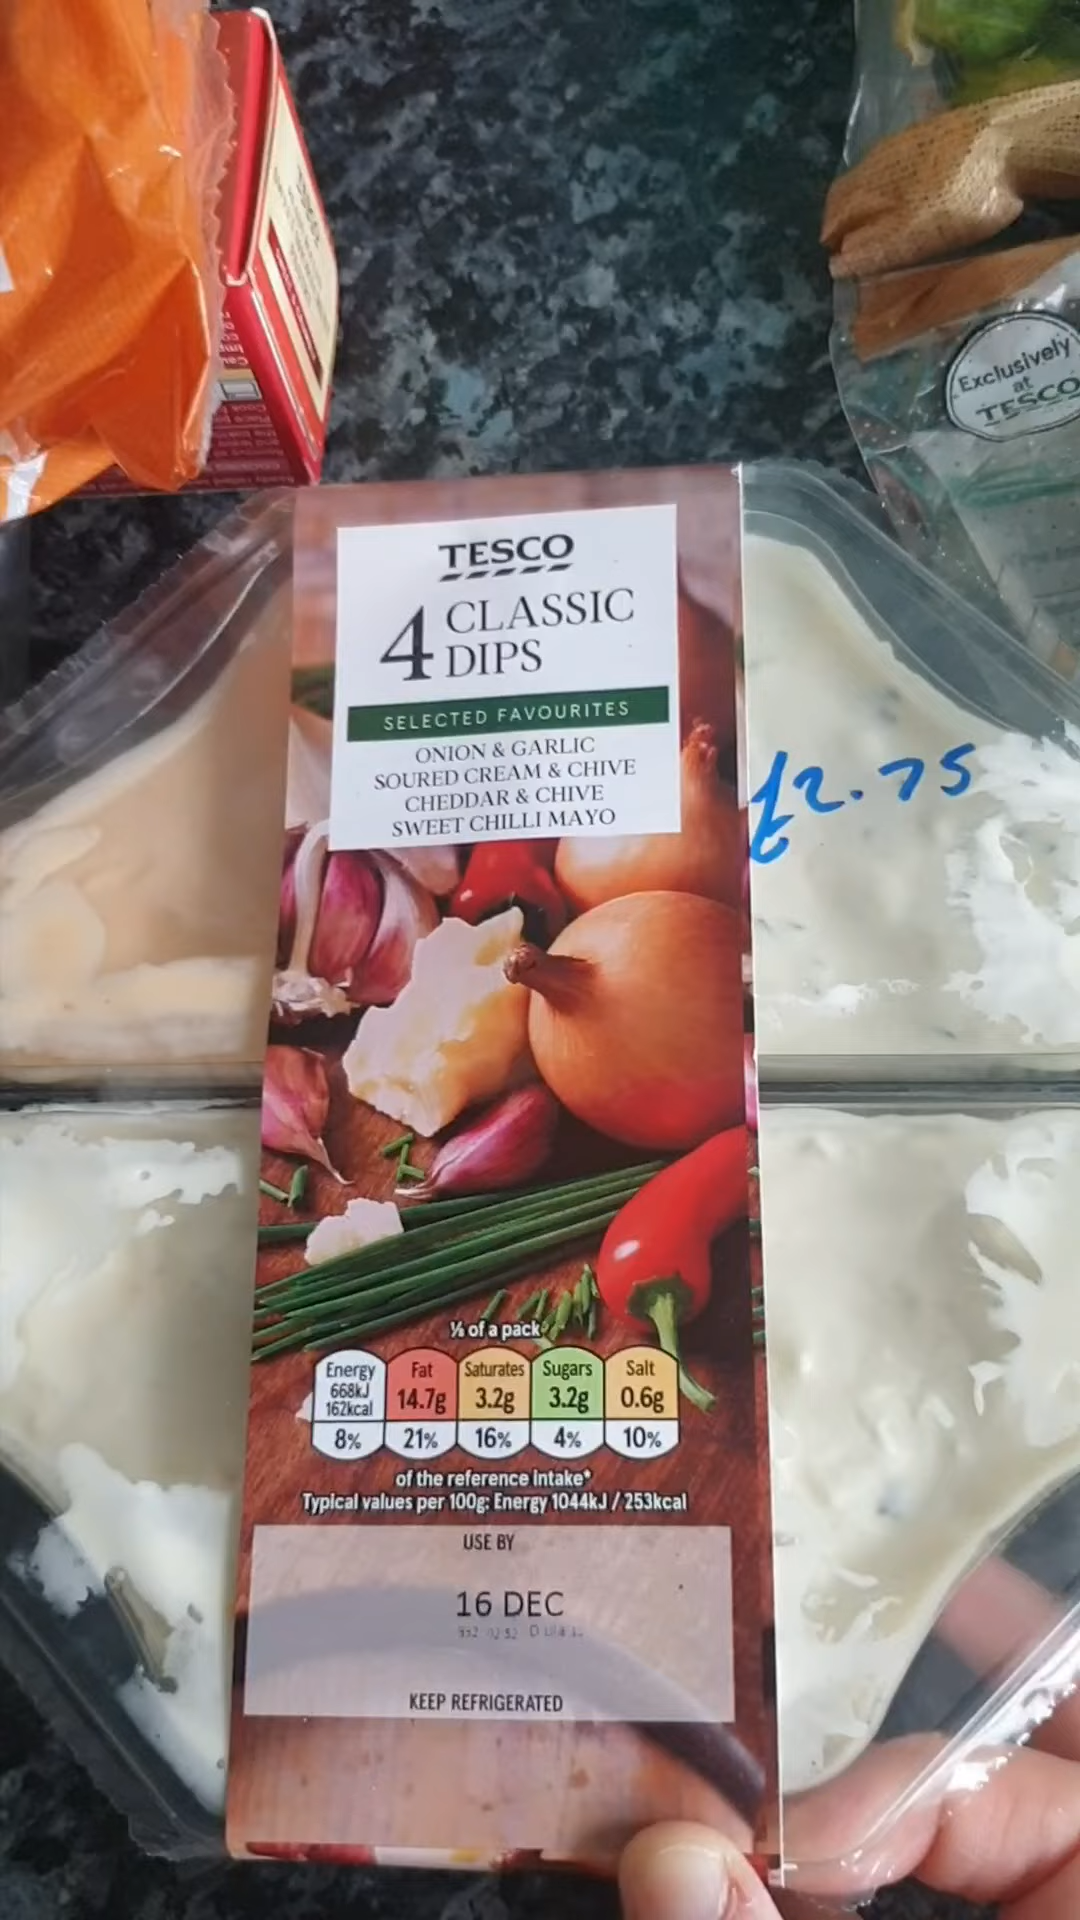 Exclusively
at
TESCO
TESCO
4 CLASSIC
DIPS
SELECTED FAVOURITES
ONION & GARLIC
SOURED CREAM & CHIVE
CHEDDAR & CHIVE
SWEET CHILLI MAYO
£2.75
⅙ of a pack
Energy 668kJ 162kcal 8%
Fat 14.7g 21%
Saturates 3.2g 16%
Sugars 3.2g 4%
Salt 0.6g 10%
of the reference intake*
Typical values per 100g: Energy 1044kJ / 253kcal
USE BY
16 DEC
KEEP REFRIGERATED